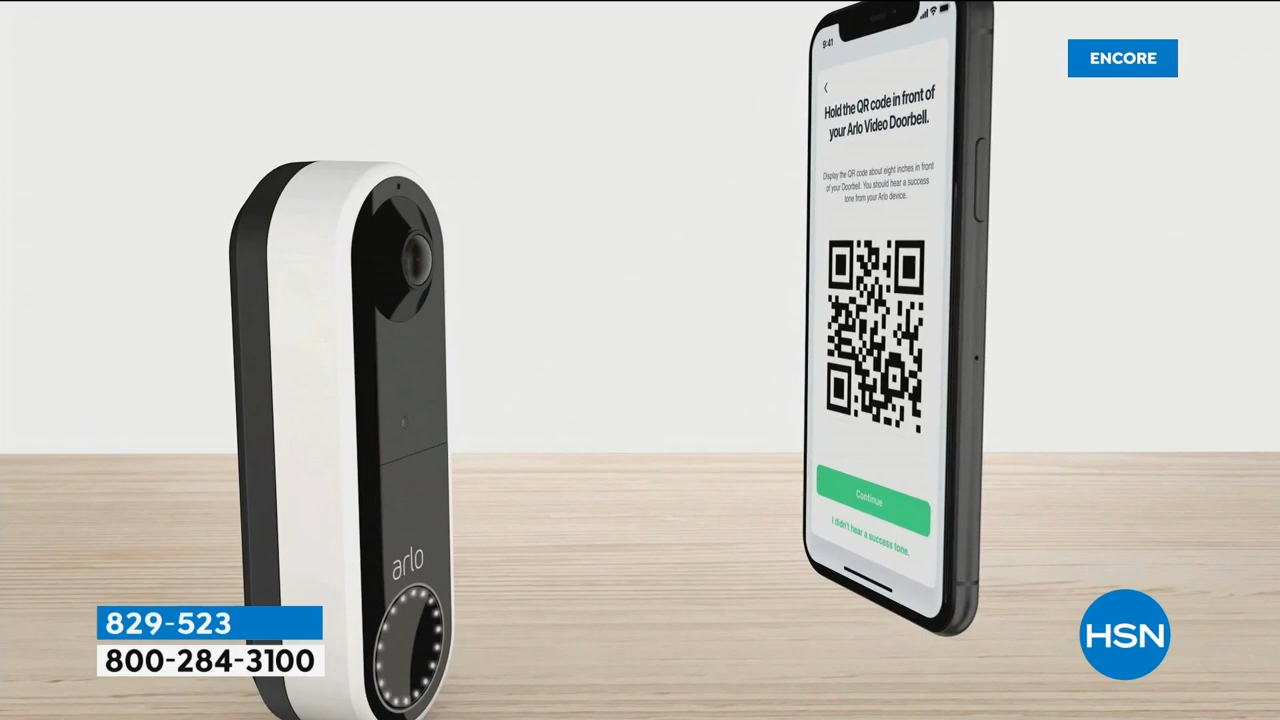 ENCORE
9:41
Hold the QR code in front of
your Arlo Video Doorbell.
Display the QR code about eight inches in front
of your Doorbell. You should hear a success
tone from your Arlo device.
Continue
I didn't hear a success tone.
arlo
829-523
800-284-3100
HSN